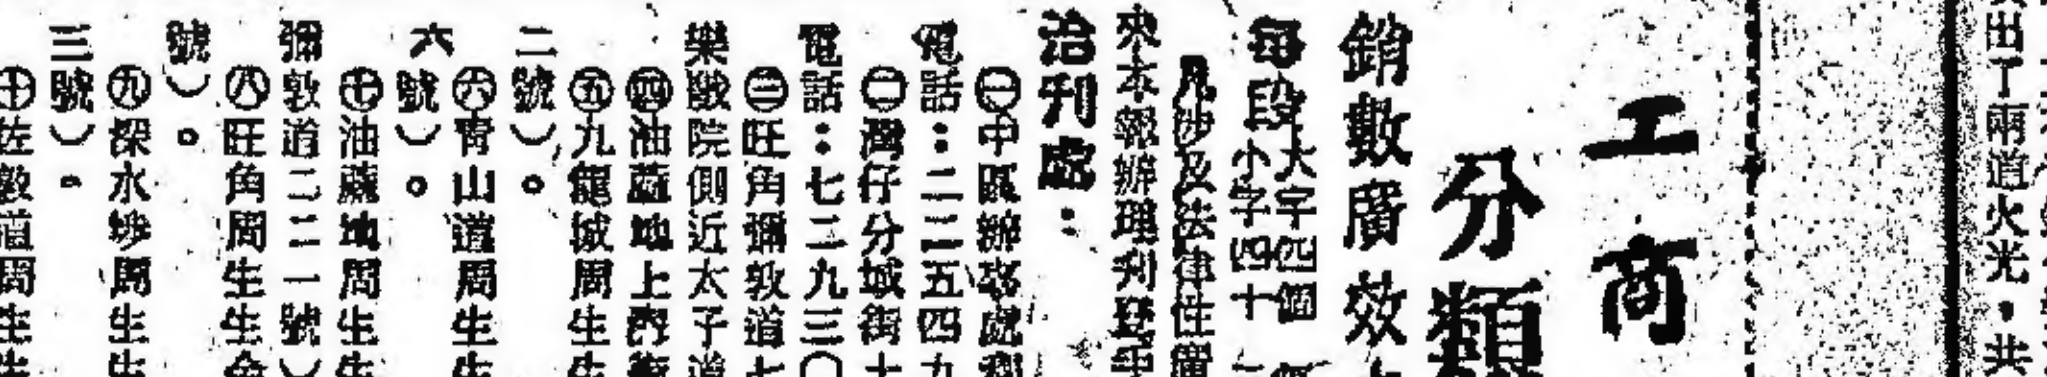 出了兩道火光，共
工商
分類
銷數廣效
每段大字四個
小字四十
凡涉及法律性
來本報辦理刊登
洽刊處：
㊀中區辦事處
電話：二二五四九
㊁灣仔分城街十
電話：七二九三〇
㊂旺角彌敦道七
樂戲院側近太子道
㊃油蔴地上海街
㊄九龍城周生生
二號）。
㊅青山道周生生
六號）。
㊆油蔴地周生生
彌敦道二二一號）
㊇旺角周生生金
號）。
㊈深水埗周生生
三號）。
㊉佐敦道周生生